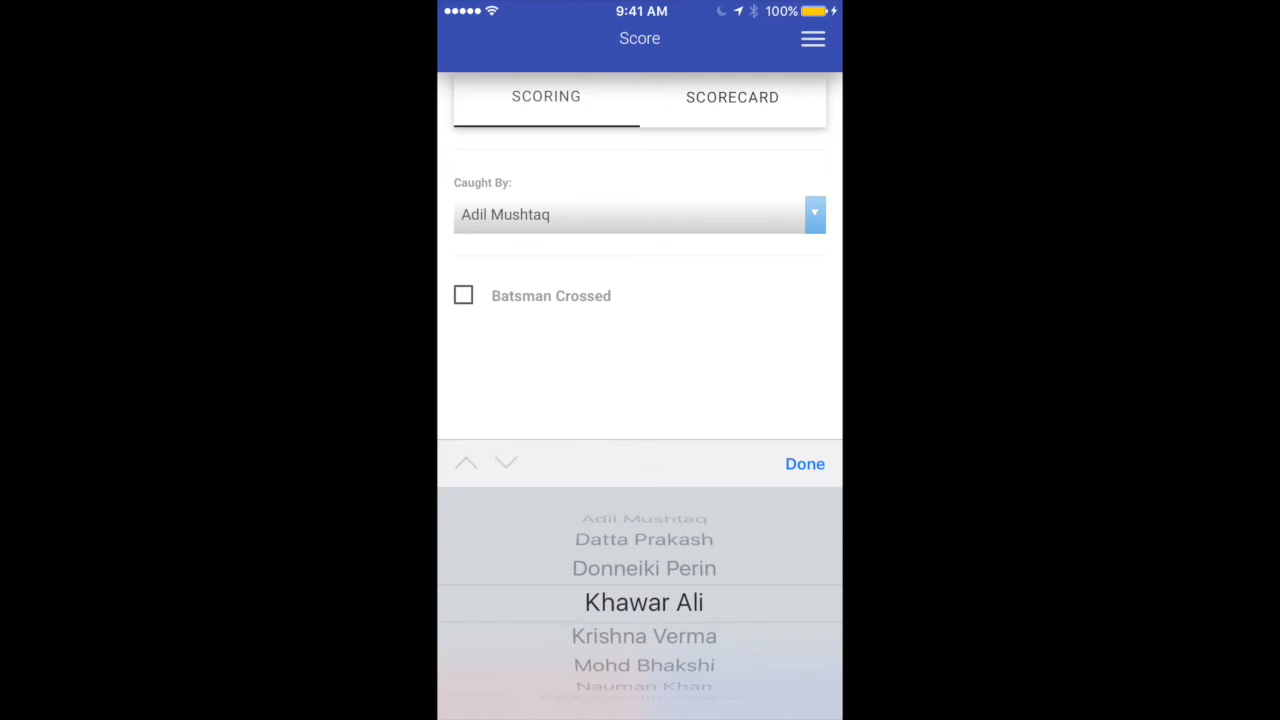 9:41 AM
100%
Score
SCORING
SCORECARD
Caught By:
Adil Mushtaq
Batsman Crossed
Done
Adil Mushtaq
Datta Prakash
Donneiki Perin
Khawar Ali
Krishna Verma
Mohd Bhakshi
Nauman Khan